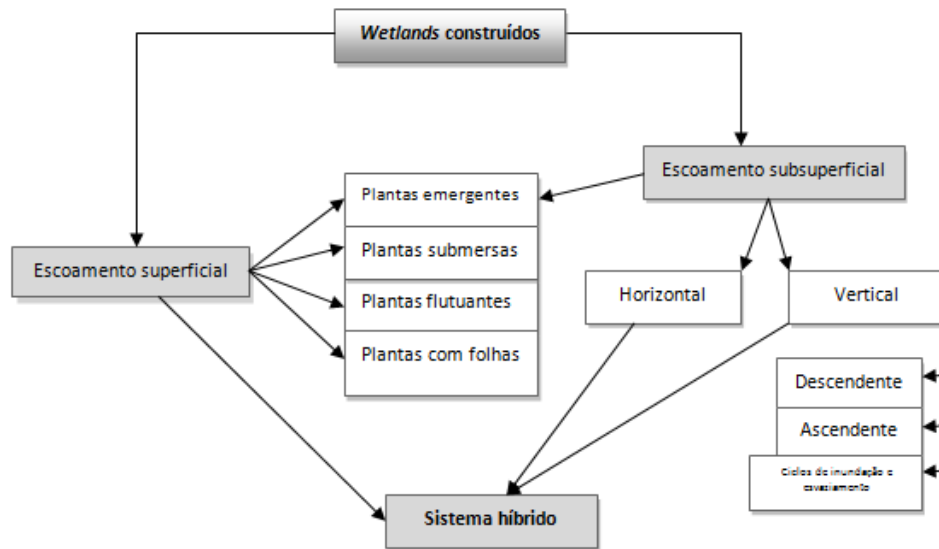 Wetlands construídos
Escoamento subsuperficial
Plantas emergentes
Plantas submersas
Escoamento superficial
Plantas flutuantes
Horizontal
Vertical
Plantas com folhas
Descendente
Ascendente
Ciclos de inundação e
esvaziamento
Sistema híbrido